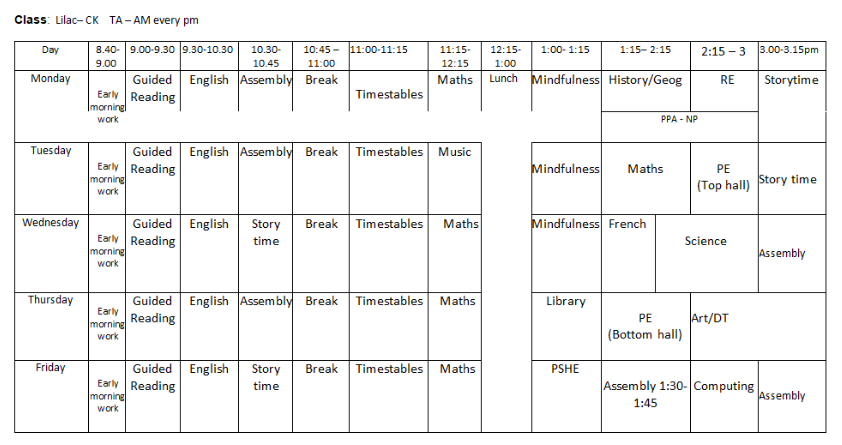 Class: Lilac– CK TA – AM every pm
Day 8.40-9.00 9.00-9.30 9.30-10.30 10.30-10.45 10:45 – 11:00 11:00-11:15 11:15-12:15 12:15-1:00 1:00- 1:15 1:15– 2:15 2:15 – 3 3.00-3.15pm
Monday Early morning work Guided Reading English Assembly Break Timestables Maths Lunch Mindfulness History/Geog RE Storytime
PPA - NP
Tuesday Early morning work Guided Reading English Assembly Break Timestables Music Mindfulness Maths PE (Top hall) Story time
Wednesday Early morning work Guided Reading English Story time Break Timestables Maths Mindfulness French Science Assembly
Thursday Early morning work Guided Reading English Assembly Break Timestables Maths Library PE (Bottom hall) Art/DT
Friday Early morning work Guided Reading English Story time Break Timestables Maths PSHE Assembly 1:30-1:45 Computing Assembly